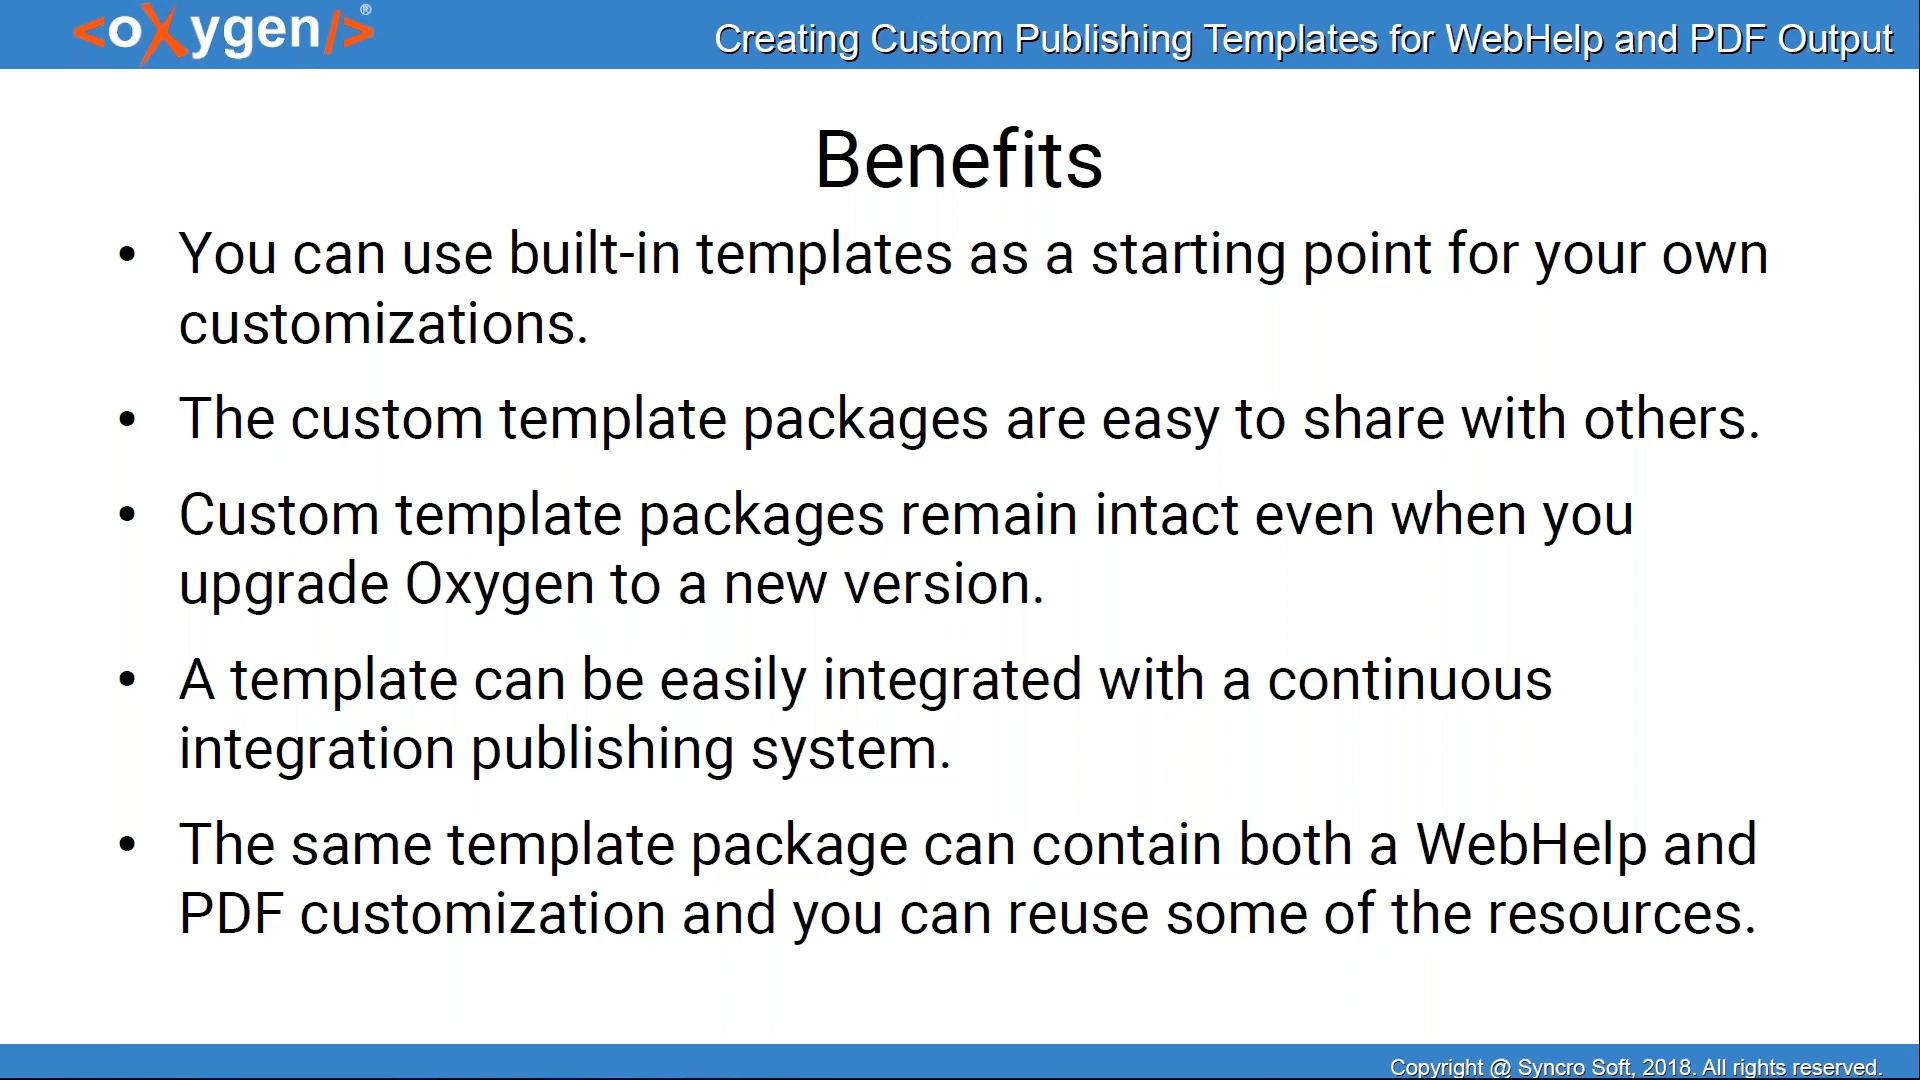 <oXygen/>®
Creating Custom Publishing Templates for WebHelp and PDF Output
Benefits
• You can use built-in templates as a starting point for your own
customizations.
• The custom template packages are easy to share with others.
• Custom template packages remain intact even when you
upgrade Oxygen to a new version.
• A template can be easily integrated with a continuous
integration publishing system.
• The same template package can contain both a WebHelp and
PDF customization and you can reuse some of the resources.
Copyright @ Syncro Soft, 2018. All rights reserved.